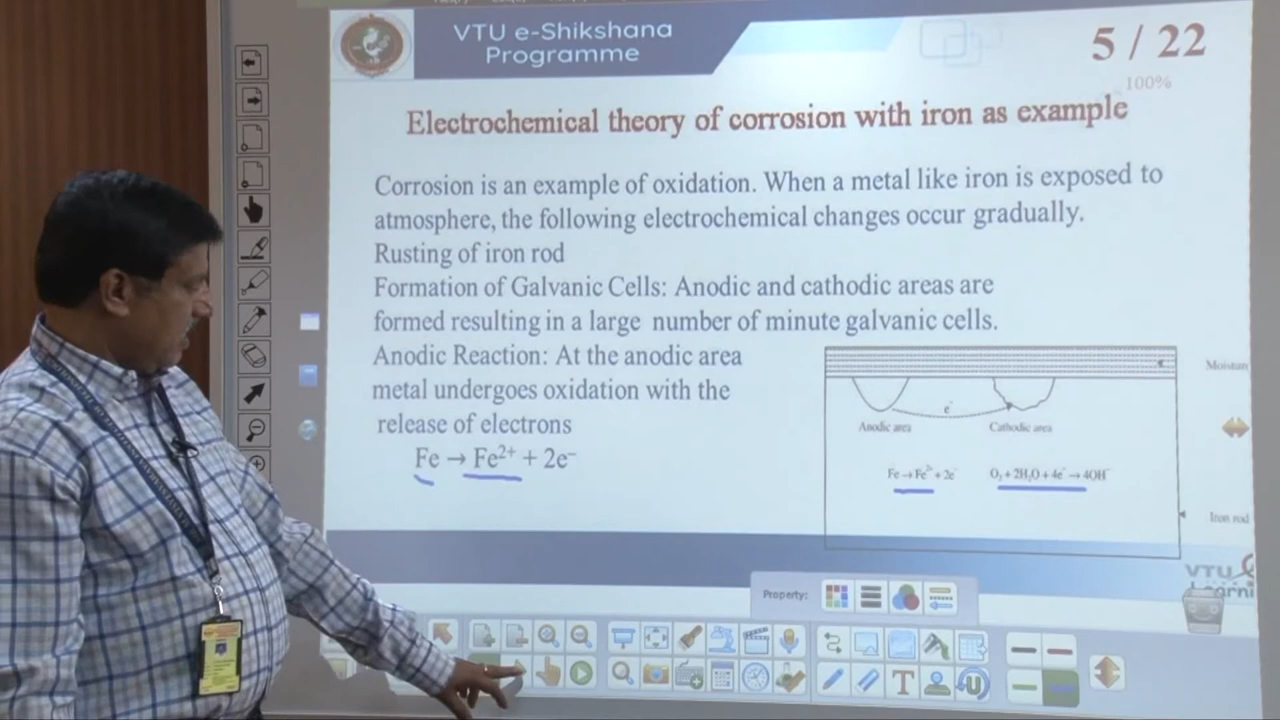 VTU e-Shikshana
Programme
5 / 22
100%
Electrochemical theory of corrosion with iron as example
Corrosion is an example of oxidation. When a metal like iron is exposed to
atmosphere, the following electrochemical changes occur gradually.
Rusting of iron rod
Formation of Galvanic Cells: Anodic and cathodic areas are
formed resulting in a large number of minute galvanic cells.
Anodic Reaction: At the anodic area
metal undergoes oxidation with the
release of electrons
Fe → Fe²⁺ + 2e⁻
e⁻
Anodic area
Cathodic area
Fe→Fe²⁺ + 2e⁻
O₂ + 2H₂O + 4e⁻ → 4OH⁻
Iron rod
VTU
Property:
T